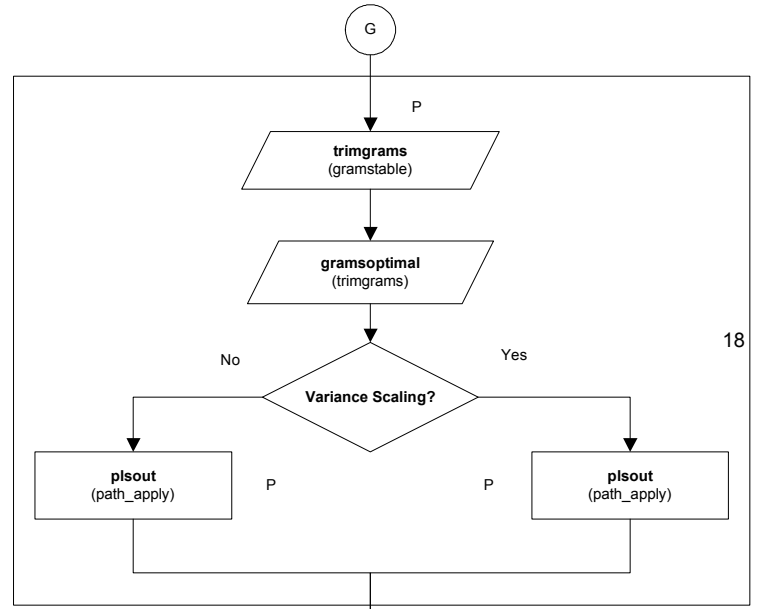 G
P
trimgrams
(gramstable)
gramsoptimal
(trimgrams)
18
No
Yes
Variance Scaling?
plsout
(path_apply)
P
P
plsout
(path_apply)